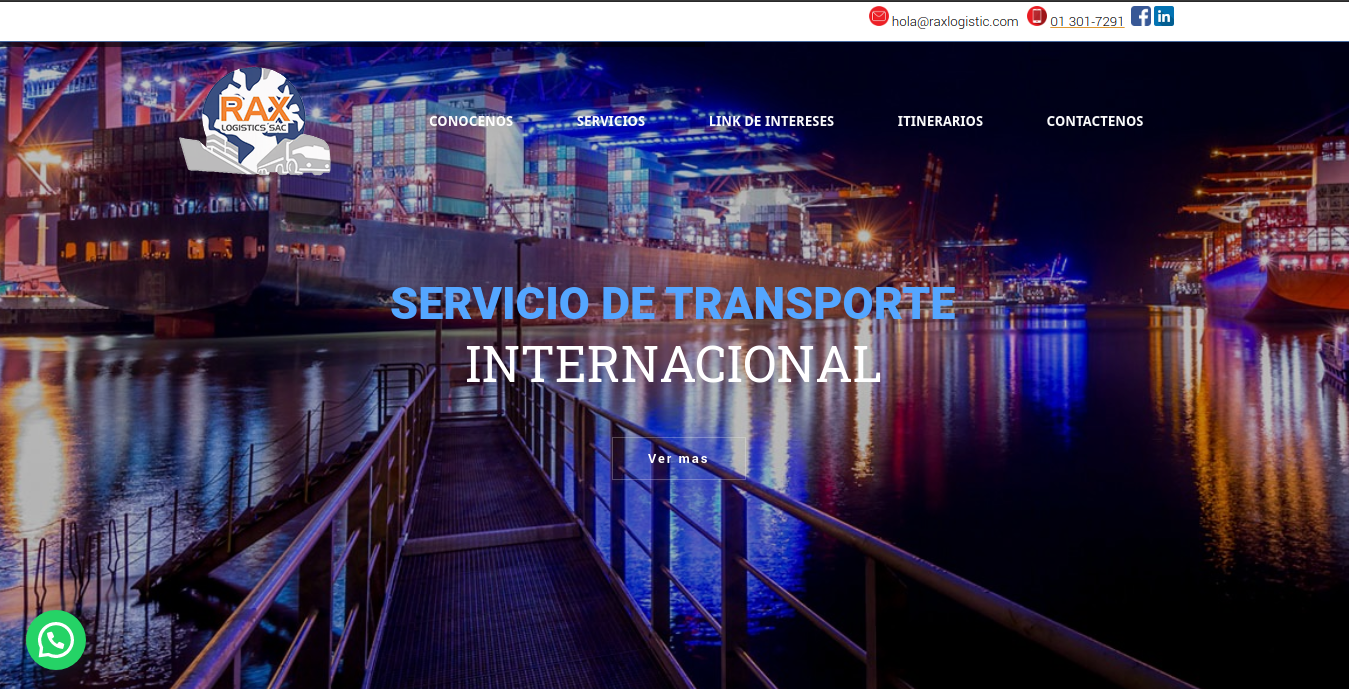 hola@raxlogistic.com 01 301-7291
RAX
LOGISTICS SAC
CONOCENOS SERVICIOS LINK DE INTERESES ITINERARIOS CONTACTENOS
TERMINAL
SERVICIO DE TRANSPORTE
INTERNACIONAL
Ver mas